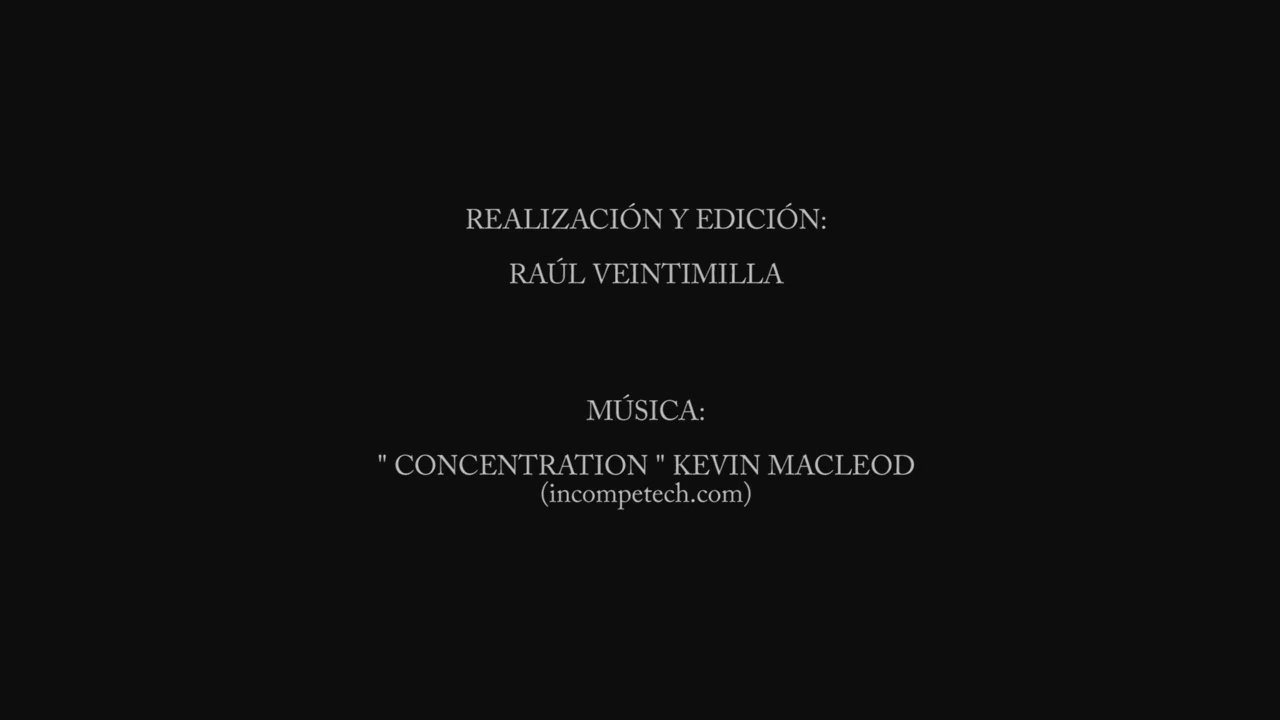 REALIZACIÓN Y EDICIÓN:
RAÚL VEINTIMILLA
MÚSICA:
" CONCENTRATION " KEVIN MACLEOD
(incompetech.com)